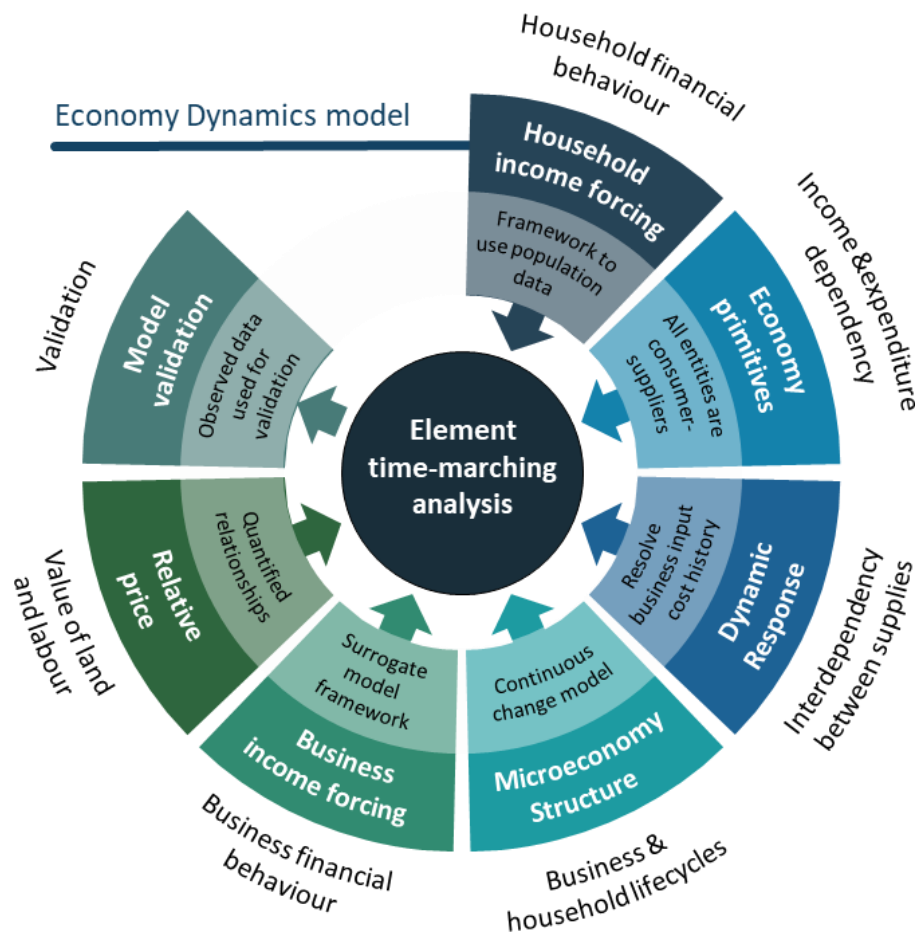 Economy Dynamics model
Household financial
behaviour
Household
income forcing
Framework to
use population
data
Income &expenditure
dependency
Economy
primitives
All entities are
consumer-
suppliers
Interdependency
between supplies
Dynamic
Response
Resolve
business input
cost history
Business &
household lifecycles
Microeconomy
Structure
Continuous
change model
Business financial
behaviour
Business
income forcing
Surrogate
model
framework
Value of land
and labour
Relative
price
Quantified
relationships
Validation
Model
validation
Observed data
used for
validation
Element
time-marching
analysis